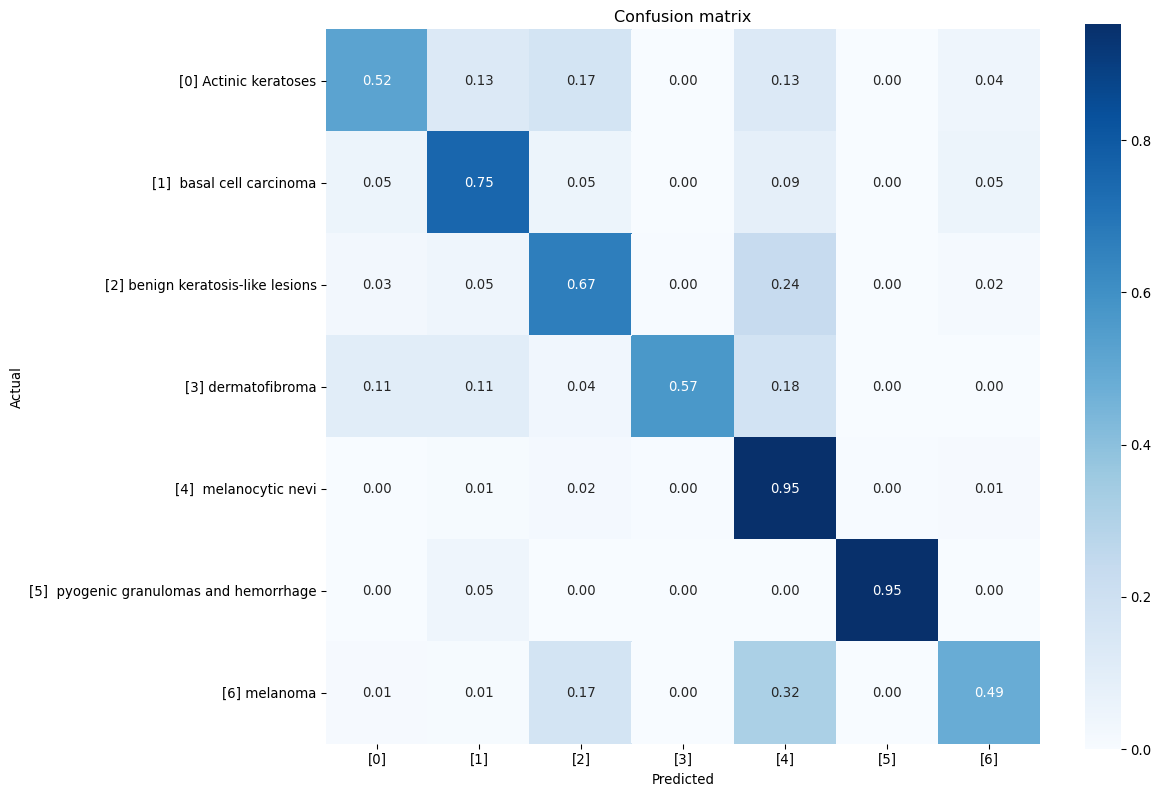 Confusion matrix
[0] Actinic keratoses 0.52 0.13 0.17 0.00 0.13 0.00 0.04
[1] basal cell carcinoma 0.05 0.75 0.05 0.00 0.09 0.00 0.05
[2] benign keratosis-like lesions 0.03 0.05 0.67 0.00 0.24 0.00 0.02
[3] dermatofibroma 0.11 0.11 0.04 0.57 0.18 0.00 0.00
[4] melanocytic nevi 0.00 0.01 0.02 0.00 0.95 0.00 0.01
[5] pyogenic granulomas and hemorrhage 0.00 0.05 0.00 0.00 0.00 0.95 0.00
[6] melanoma 0.01 0.01 0.17 0.00 0.32 0.00 0.49
[0] [1] [2] [3] [4] [5] [6]
Predicted
Actual
0.8
0.6
0.4
0.2
0.0